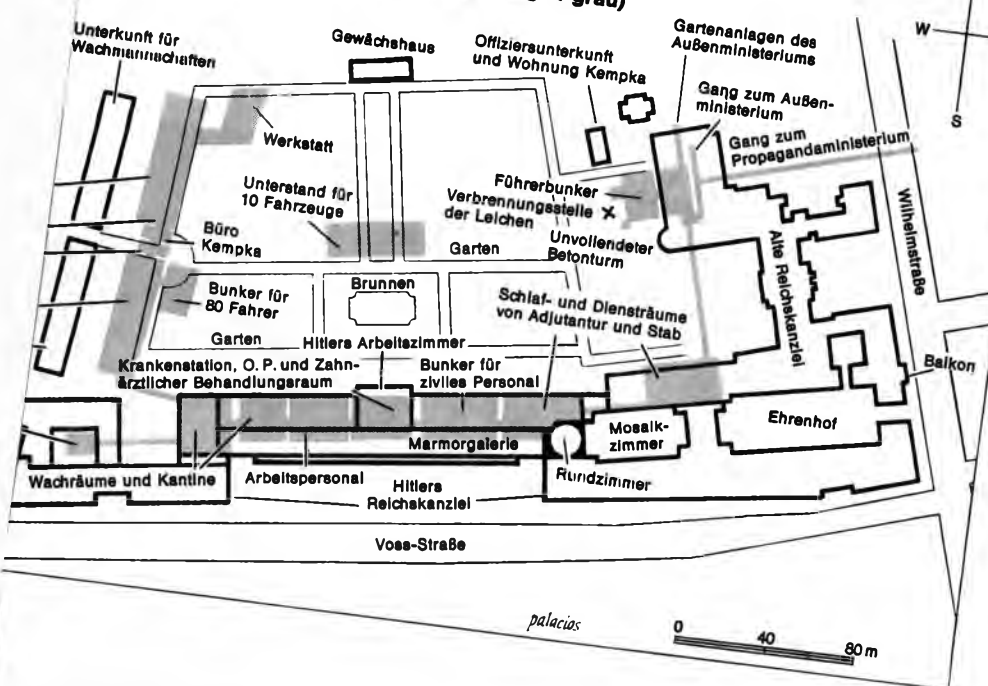 grau)
Unterkunft für
Wachmannschaften
Gewächshaus
Offiziersunterkunft
und Wohnung Kempka
Gartenanlagen des
Außenministeriums
W
S
Gang zum Außen-
ministerium
Gang zum
Propagandaministerium
Werkstatt
Unterstand für
10 Fahrzeuge
Führerbunker
Verbrennungsstelle
der Leichen
Büro
Kempka
Garten
Unvollendeter
Betonturm
Alte Reichskanzlei
Wilhelmstraße
Bunker für
80 Fahrer
Brunnen
Schlaf- und Diensträume
von Adjutantur und Stab
Garten
Hitlers Arbeitszimmer
Krankenstation, O.P. und Zahn-
ärztlicher Behandlungsraum
Bunker für
ziviles Personal
Balkon
Mosaik-
zimmer
Ehrenhof
Marmorgalerie
Wachräume und Kantine
Arbeitspersonal
Hitlers
Reichskanzlei
Rundzimmer
Voss-Straße
palacios
0
40
80 m